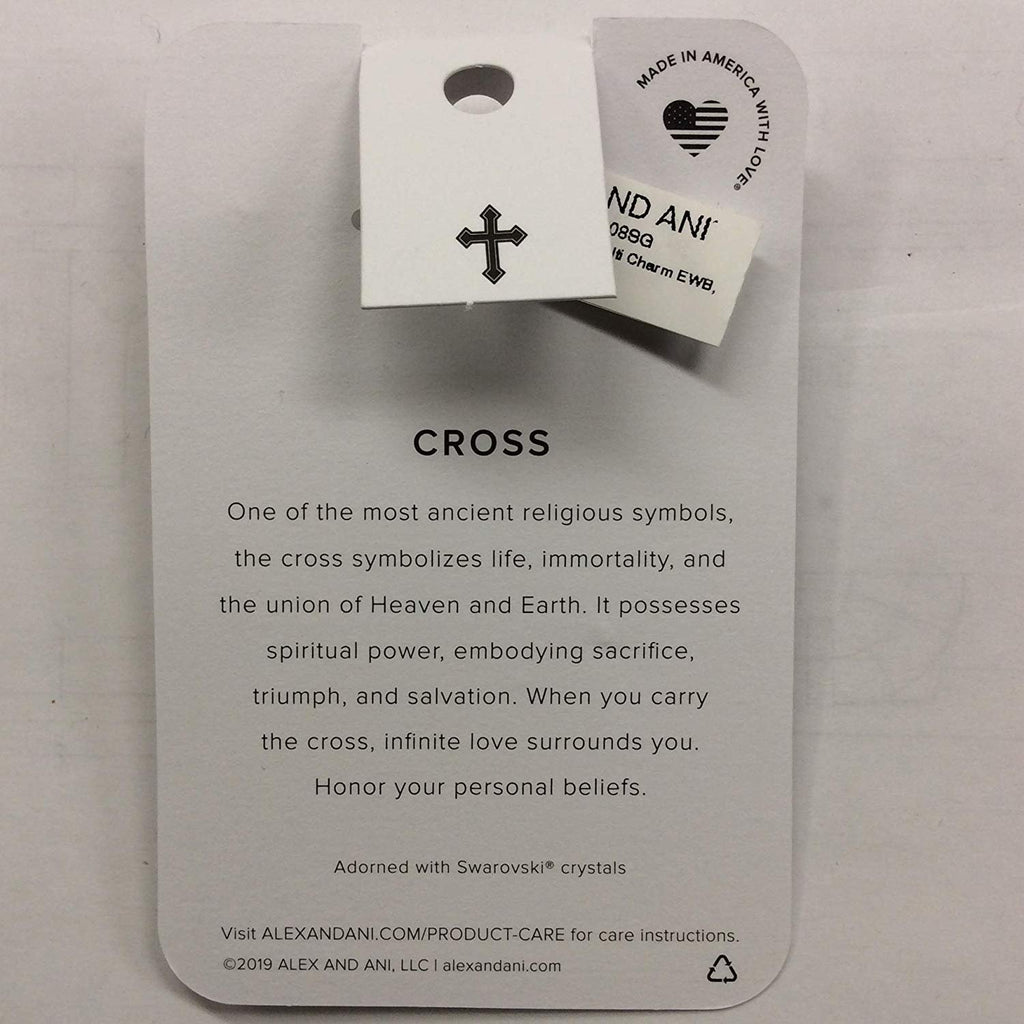 MADE IN AMERICA WITH LOVE®
ND ANI
08SG
Charm EWB,
CROSS
One of the most ancient religious symbols,
the cross symbolizes life, immortality, and
the union of Heaven and Earth. It possesses
spiritual power, embodying sacrifice,
triumph, and salvation. When you carry
the cross, infinite love surrounds you.
Honor your personal beliefs.
Adorned with Swarovski® crystals
Visit ALEXANDANI.COM/PRODUCT-CARE for care instructions.
©2019 ALEX AND ANI, LLC | alexandani.com